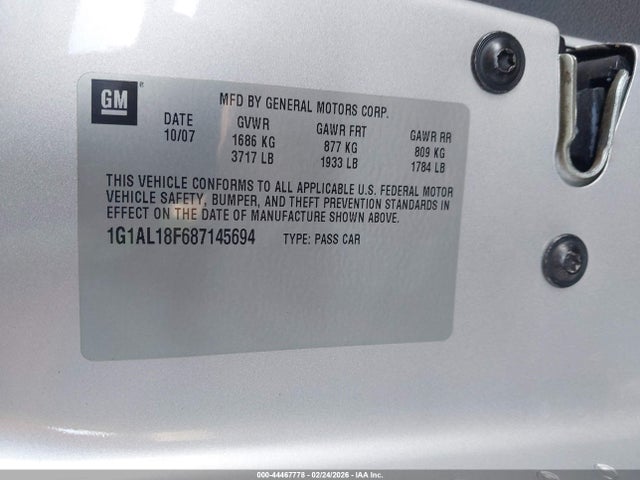 GM
®
MFD BY GENERAL MOTORS CORP.
DATE GVWR GAWR FRT GAWR RR
10/07 1686 KG 877 KG 809 KG
3717 LB 1933 LB 1784 LB
THIS VEHICLE CONFORMS TO ALL APPLICABLE U.S. FEDERAL MOTOR
VEHICLE SAFETY, BUMPER, AND THEFT PREVENTION STANDARDS IN
EFFECT ON THE DATE OF MANUFACTURE SHOWN ABOVE.
1G1AL18F687145694 TYPE: PASS CAR
000-44467778 - 02/24/2026 - IAA Inc.